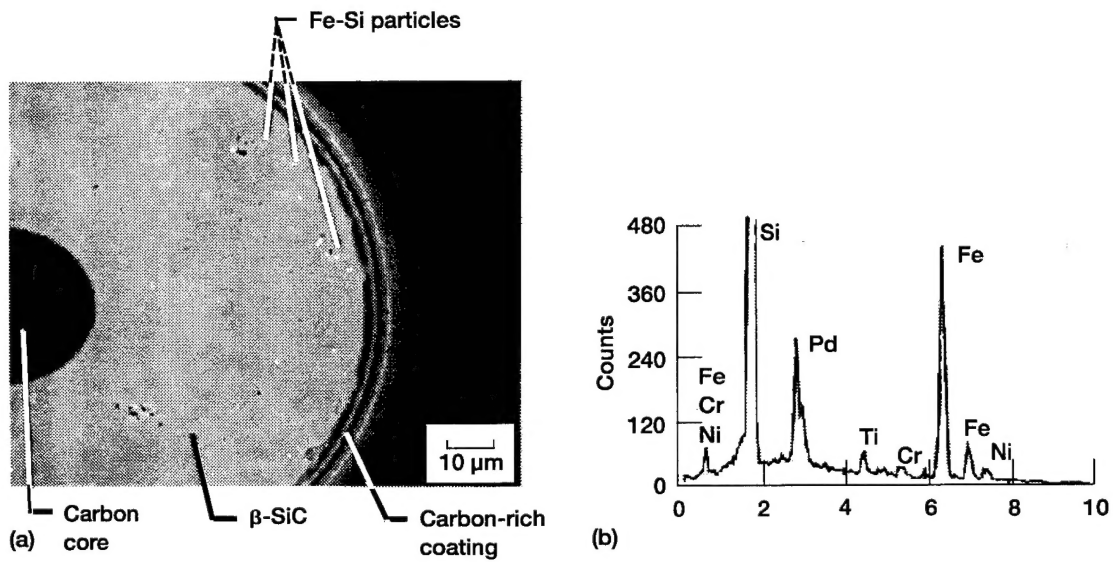 Fe-Si particles
10 µm
Carbon
core
β-SiC
Carbon-rich
coating
(a)
480
360
240
120
0
Counts
Fe
Cr
Ni
Si
Pd
Ti
Cr
Fe
Fe
Ni
0 2 4 6 8 10
(b)